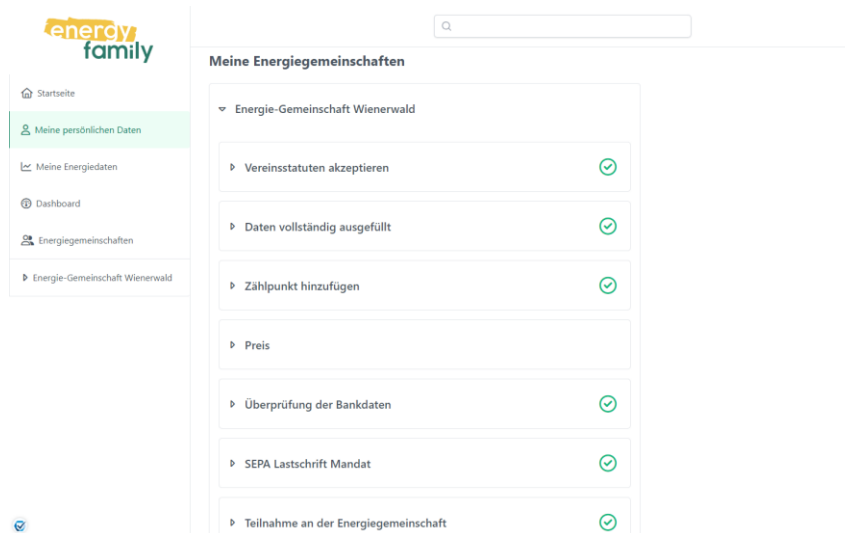 energy
family
Startseite
Meine persönlichen Daten
Meine Energiedaten
Dashboard
Energiegemeinschaften
Energie-Gemeinschaft Wienerwald
Meine Energiegemeinschaften
Energie-Gemeinschaft Wienerwald
Vereinsstatuten akzeptieren
Daten vollständig ausgefüllt
Zählpunkt hinzufügen
Preis
Überprüfung der Bankdaten
SEPA Lastschrift Mandat
Teilnahme an der Energiegemeinschaft